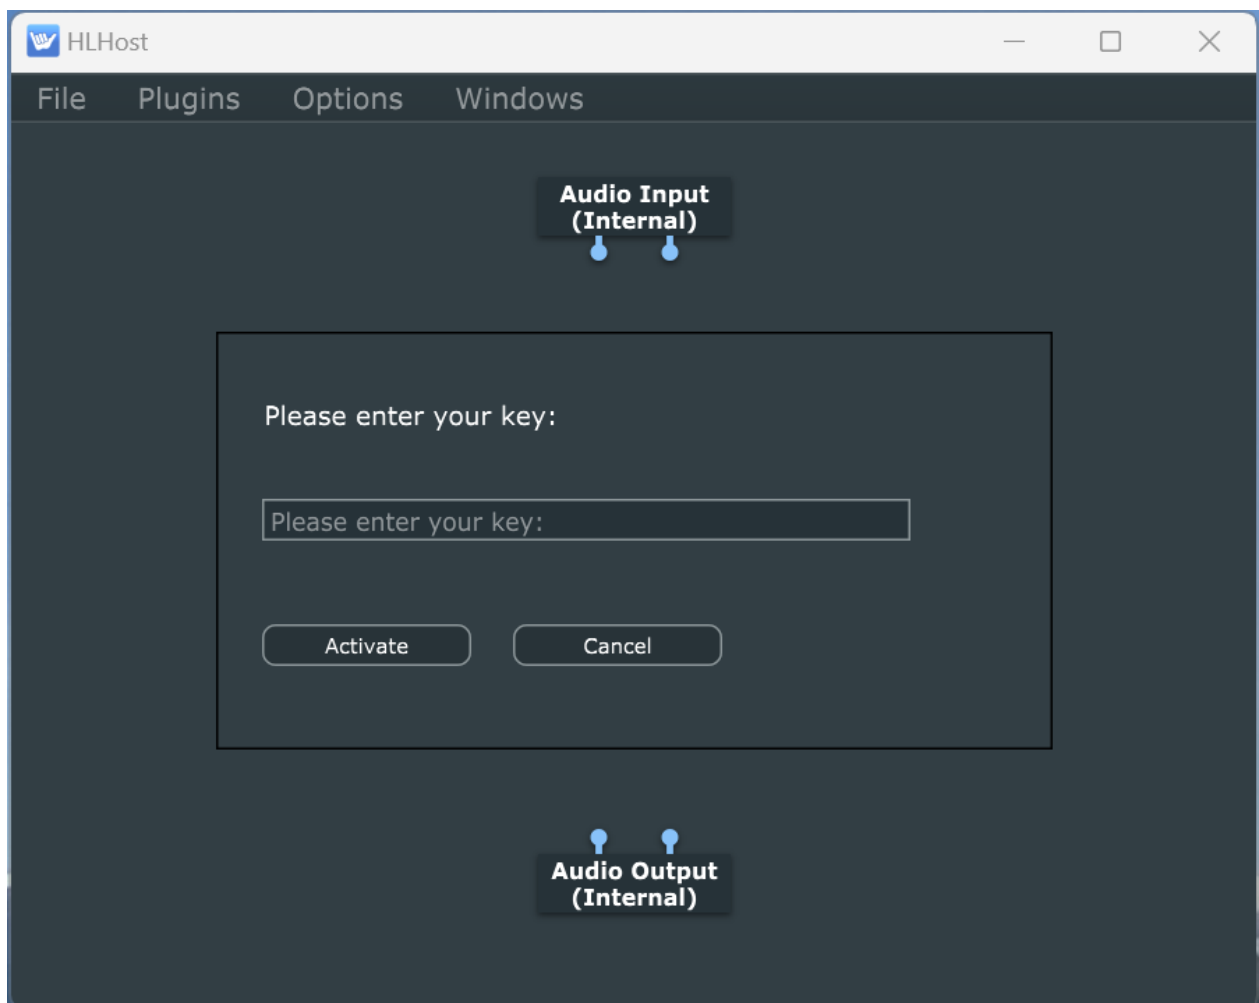 HLHost
File Plugins Options Windows
Audio Input
(Internal)
Please enter your key:
Please enter your key:
Activate Cancel
Audio Output
(Internal)